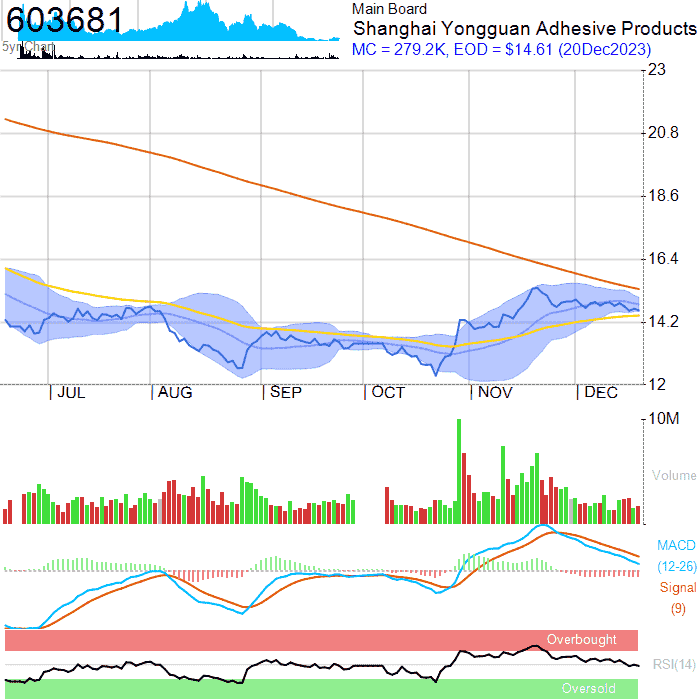 603681
5yr Chart
Main Board
Shanghai Yongguan Adhesive Products
MC = 279.2K, EOD = $14.61 (20Dec2023)
23
20.8
18.6
16.4
14.2
12
JUL AUG SEP OCT NOV DEC
10M
Volume
MACD
(12-26)
Signal
(9)
Overbought
RSI(14)
Oversold